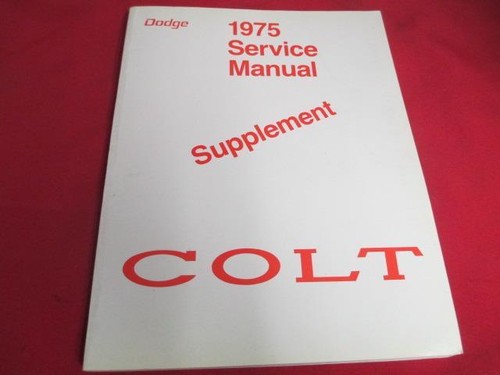 Dodge
1975
Service
Manual
Supplement
COLT